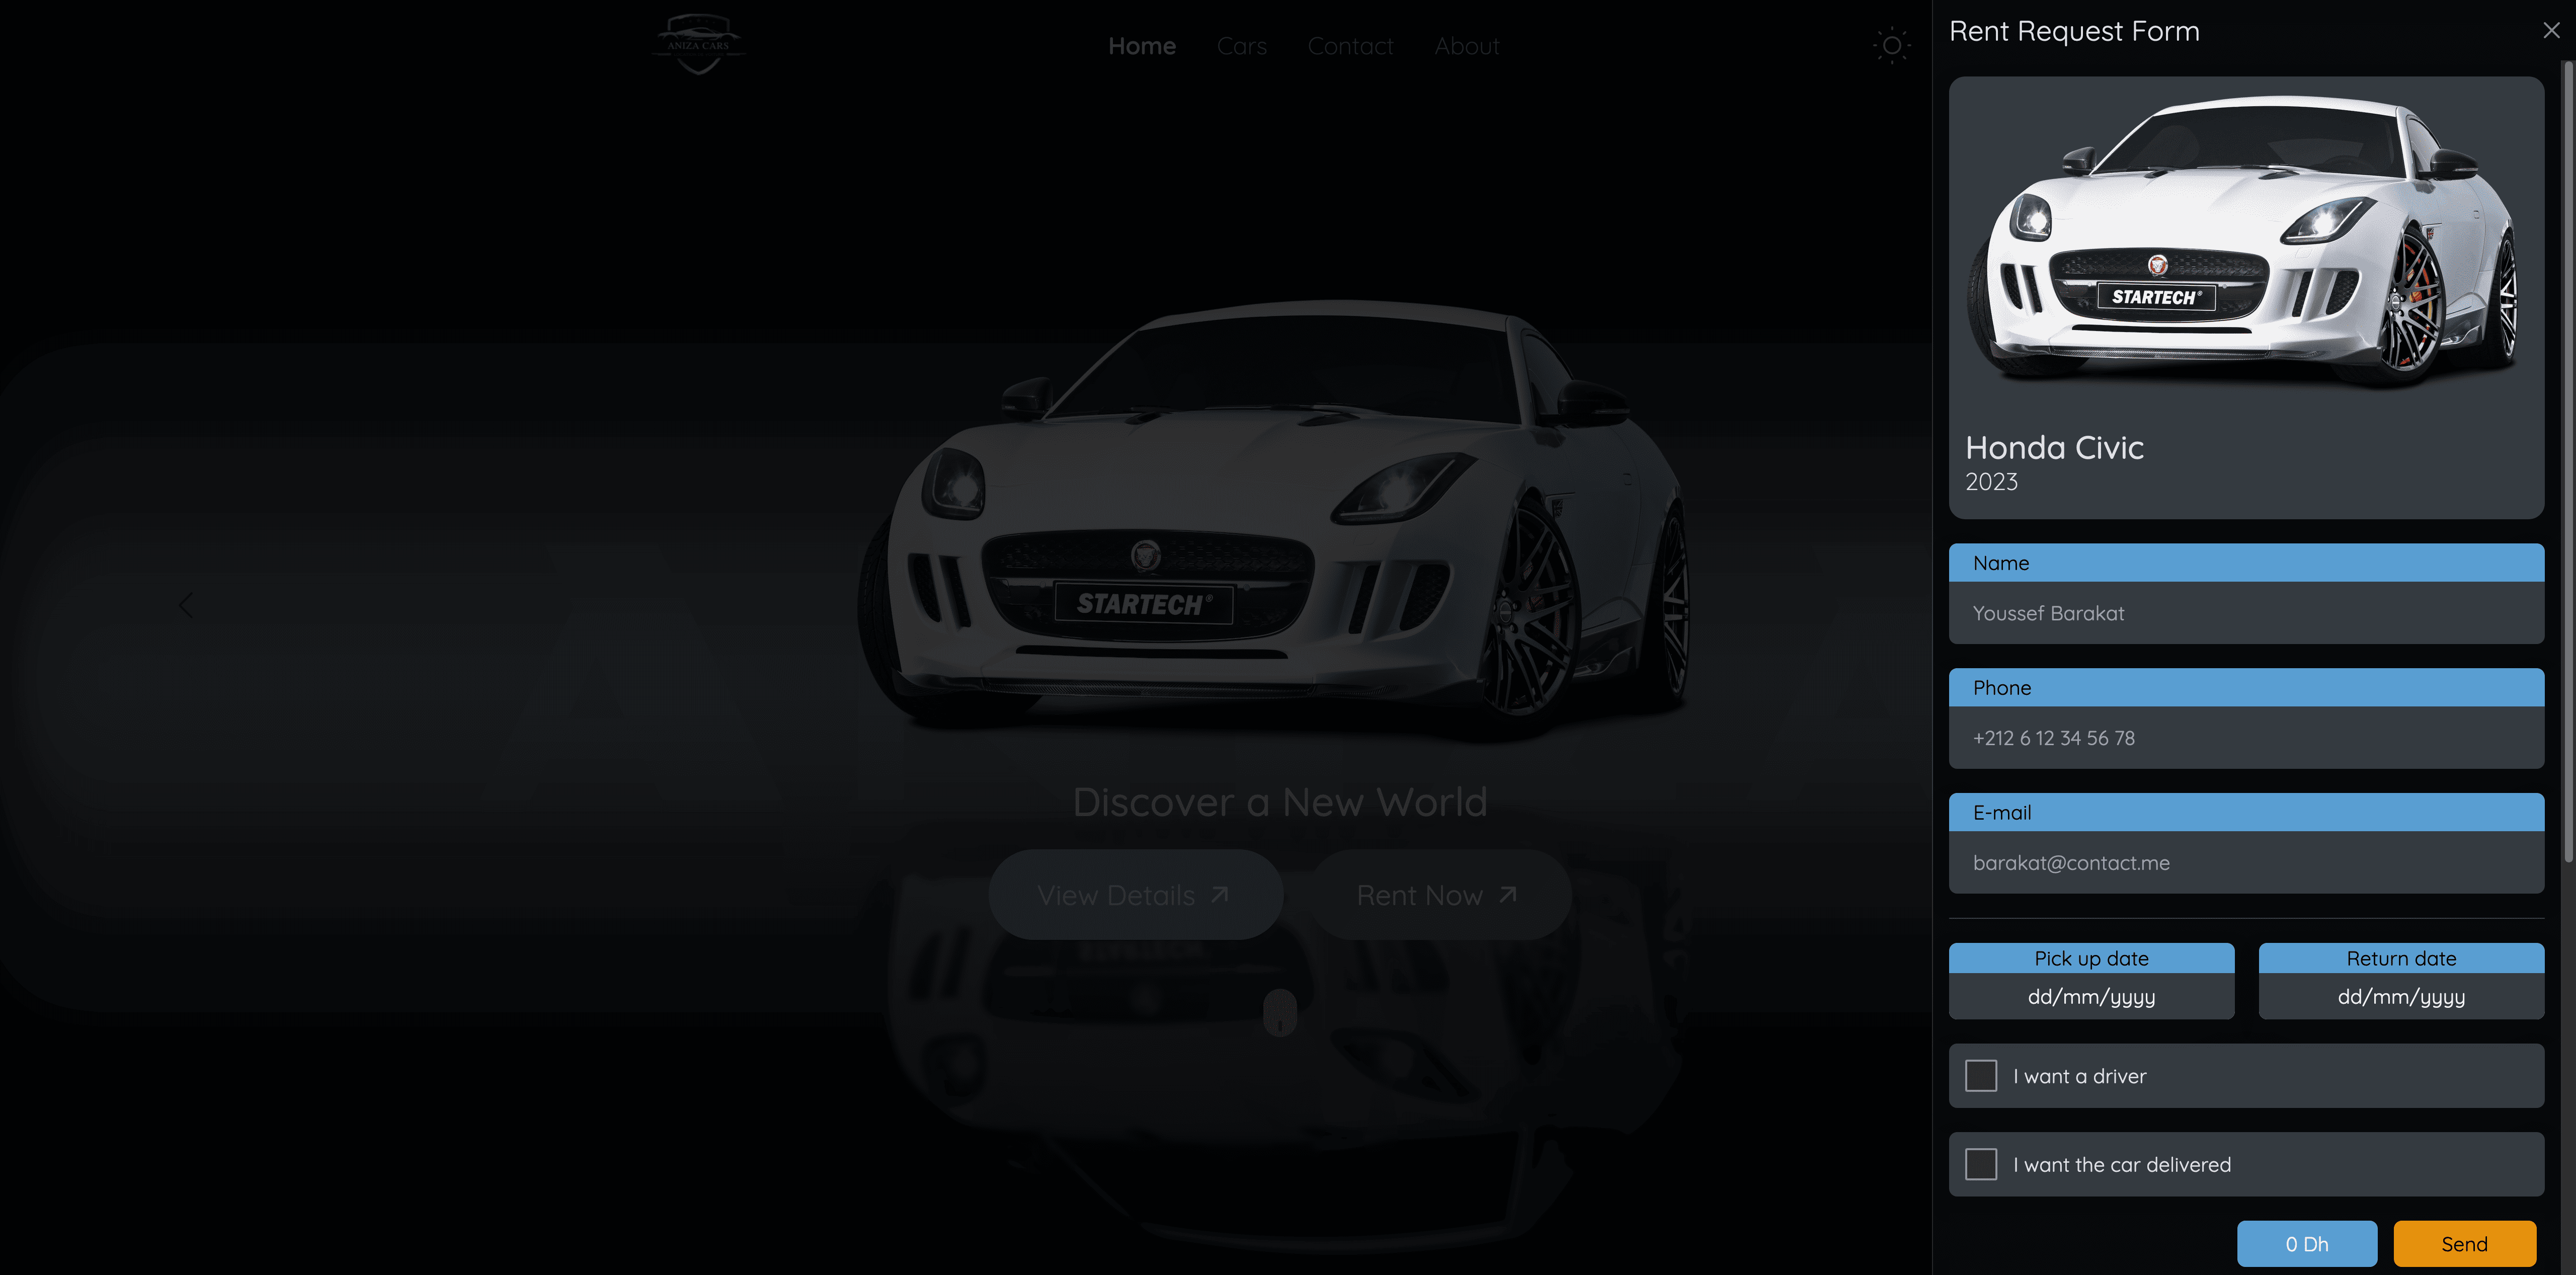 ANIZA CARS
Home
Cars
Contact
About
STARTECH®
Discover a New World
View Details
Rent Now
Rent Request Form
STARTECH®
Honda Civic
2023
Name
Youssef Barakat
Phone
+212 6 12 34 56 78
E-mail
barakat@contact.me
Pick up date
Return date
dd/mm/yyyy
dd/mm/yyyy
I want a driver
I want the car delivered
0 Dh
Send